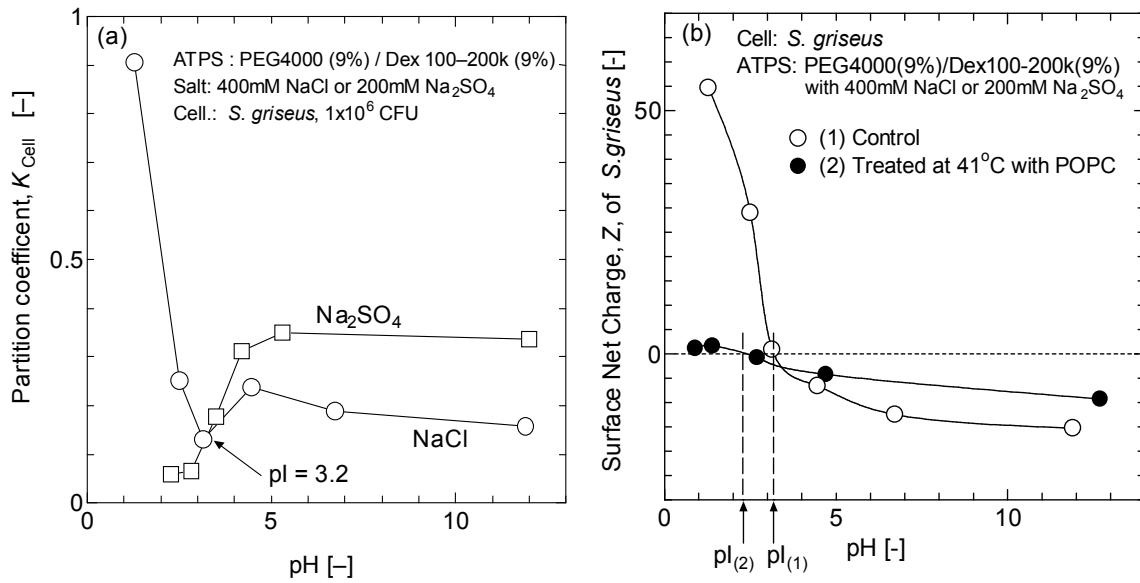 (a)
ATPS : PEG4000 (9%) / Dex 100–200k (9%)
Salt: 400mM NaCl or 200mM Na₂SO₄
Cell.: S. griseus, 1x10⁶ CFU
Partition coefficent, K_Cell [–]
1
0.5
0
Na₂SO₄
NaCl
pI = 3.2
0
5
10
pH [–]
(b)
Cell: S. griseus
ATPS: PEG4000(9%)/Dex100-200k(9%)
with 400mM NaCl or 200mM Na₂SO₄
(1) Control
(2) Treated at 41°C with POPC
Surface Net Charge, Z, of S.griseus
50
0
0
5
10
pI₍₂₎
pI₍₁₎
pH [-]